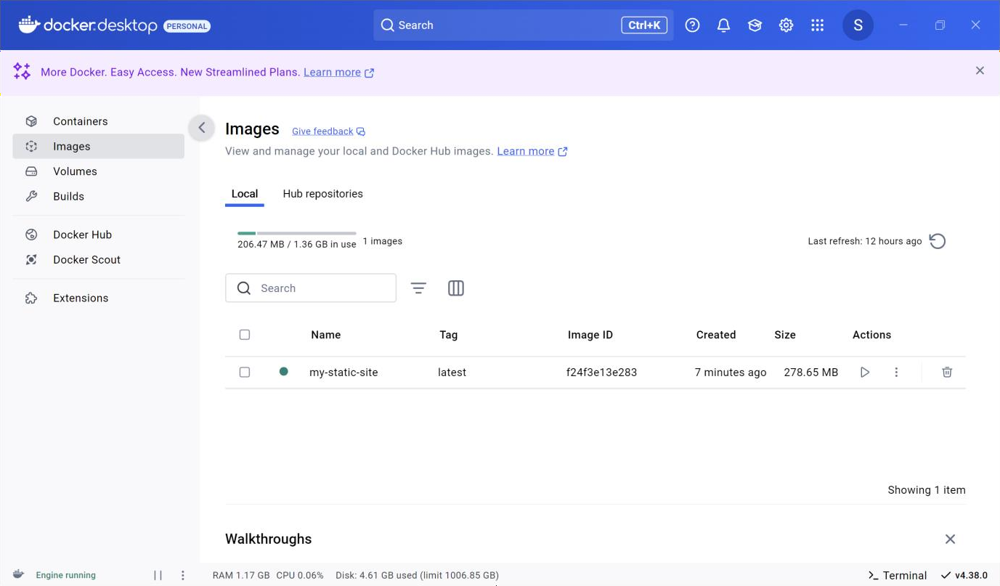 docker.desktop PERSONAL Search Ctrl+K S
More Docker. Easy Access. New Streamlined Plans. Learn more
Containers
Images
Volumes
Builds
Docker Hub
Docker Scout
Extensions
Images Give feedback
View and manage your local and Docker Hub images. Learn more
Local Hub repositories
206.47 MB / 1.36 GB in use 1 images Last refresh: 12 hours ago
Search
Name Tag Image ID Created Size Actions
my-static-site latest f24f3e13e283 7 minutes ago 278.65 MB
Showing 1 item
Walkthroughs
Engine running RAM 1.17 GB CPU 0.06% Disk: 4.61 GB used (limit 1006.85 GB) Terminal v4.38.0